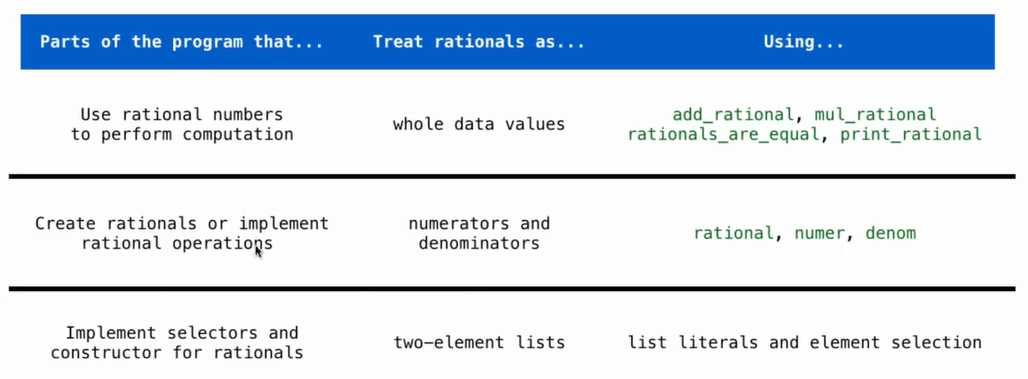 Parts of the program that... Treat rationals as... Using...
Use rational numbers
to perform computation
whole data values
add_rational, mul_rational
rationals_are_equal, print_rational
Create rationals or implement
rational operations
numerators and
denominators
rational, numer, denom
Implement selectors and
constructor for rationals
two-element lists
list literals and element selection